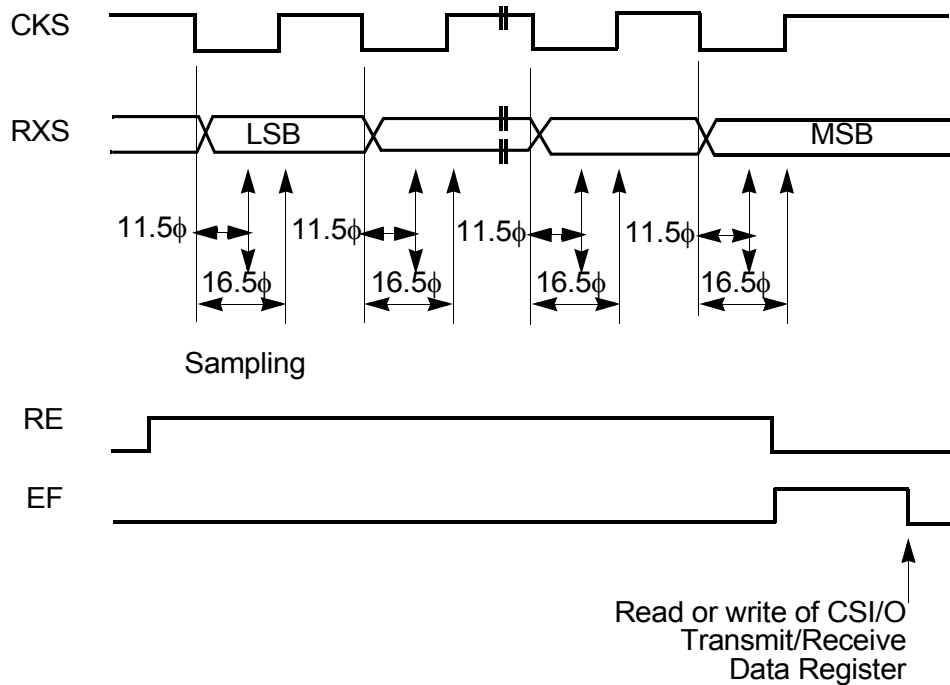 CKS
RXS
LSB
MSB
11.5ϕ
11.5ϕ
11.5ϕ
11.5ϕ
16.5ϕ
16.5ϕ
16.5ϕ
16.5ϕ
Sampling
RE
EF
Read or write of CSI/O
Transmit/Receive
Data Register